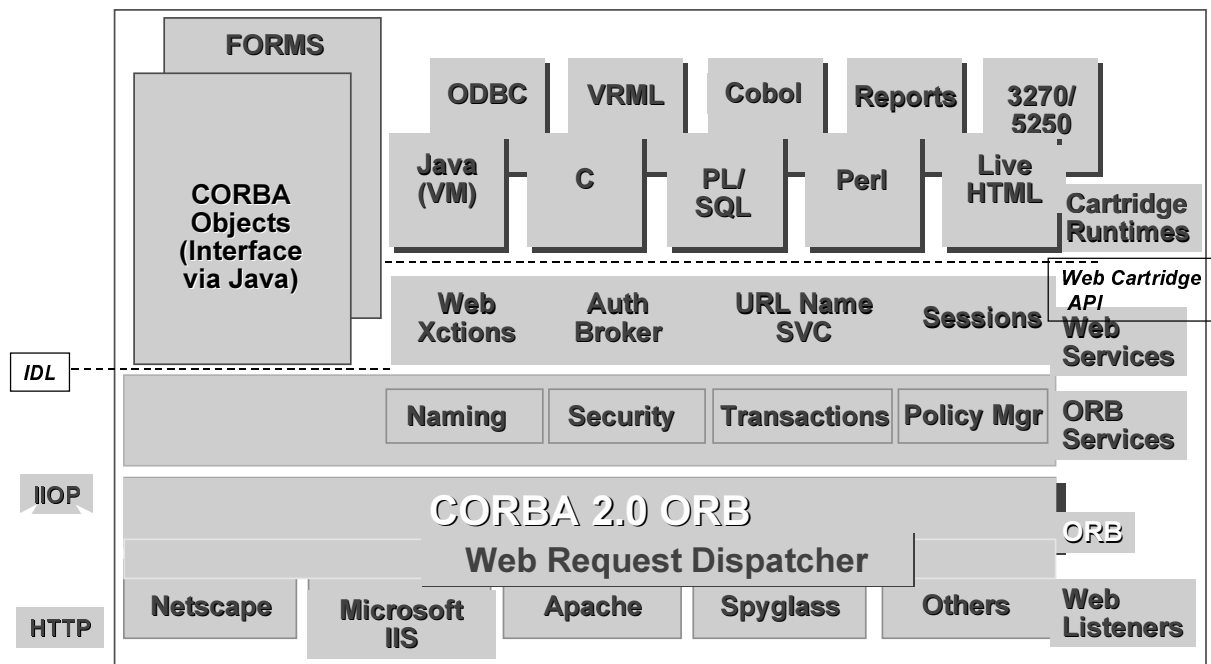 FORMS
ODBC
VRML
Cobol
Reports
3270/
5250
Java
(VM)
C
PL/
SQL
Perl
Live
HTML
CORBA
Objects
(Interface
via Java)
Cartridge
Runtimes
Web Cartridge
API
Web
Xctions
Auth
Broker
URL Name
SVC
Sessions
Web
Services
IDL
Naming
Security
Transactions
Policy Mgr
ORB
Services
IIOP
CORBA 2.0 ORB
ORB
Web Request Dispatcher
Netscape
Microsoft
IIS
Apache
Spyglass
Others
Web
Listeners
HTTP